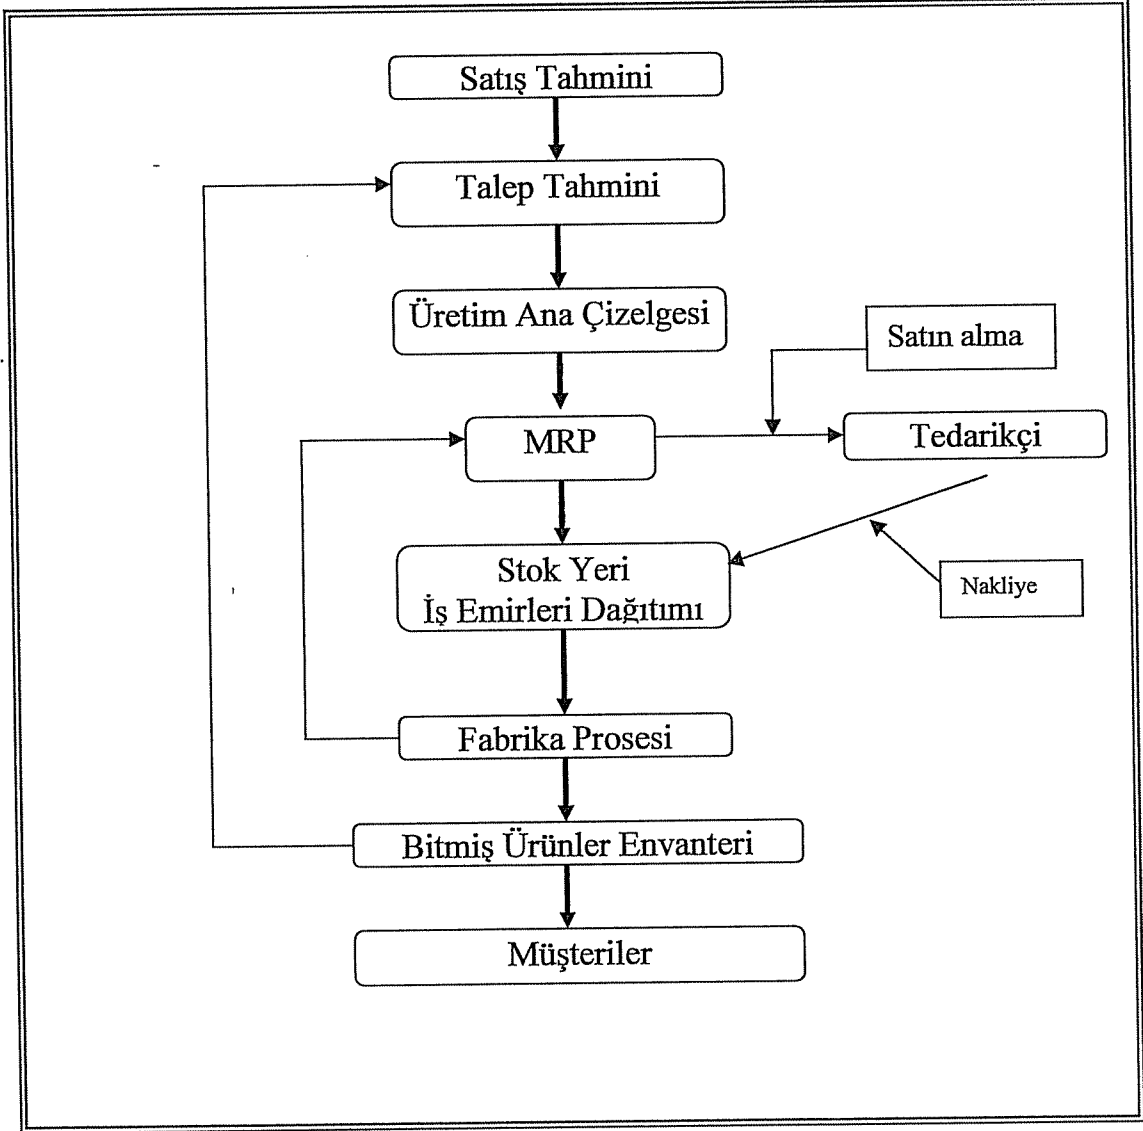 Satış Tahmini
Talep Tahmini
Üretim Ana Çizelgesi
Satın alma
MRP
Tedarikçi
Stok Yeri
İş Emirleri Dağıtımı
Nakliye
Fabrika Prosesi
Bitmiş Ürünler Envanteri
Müşteriler